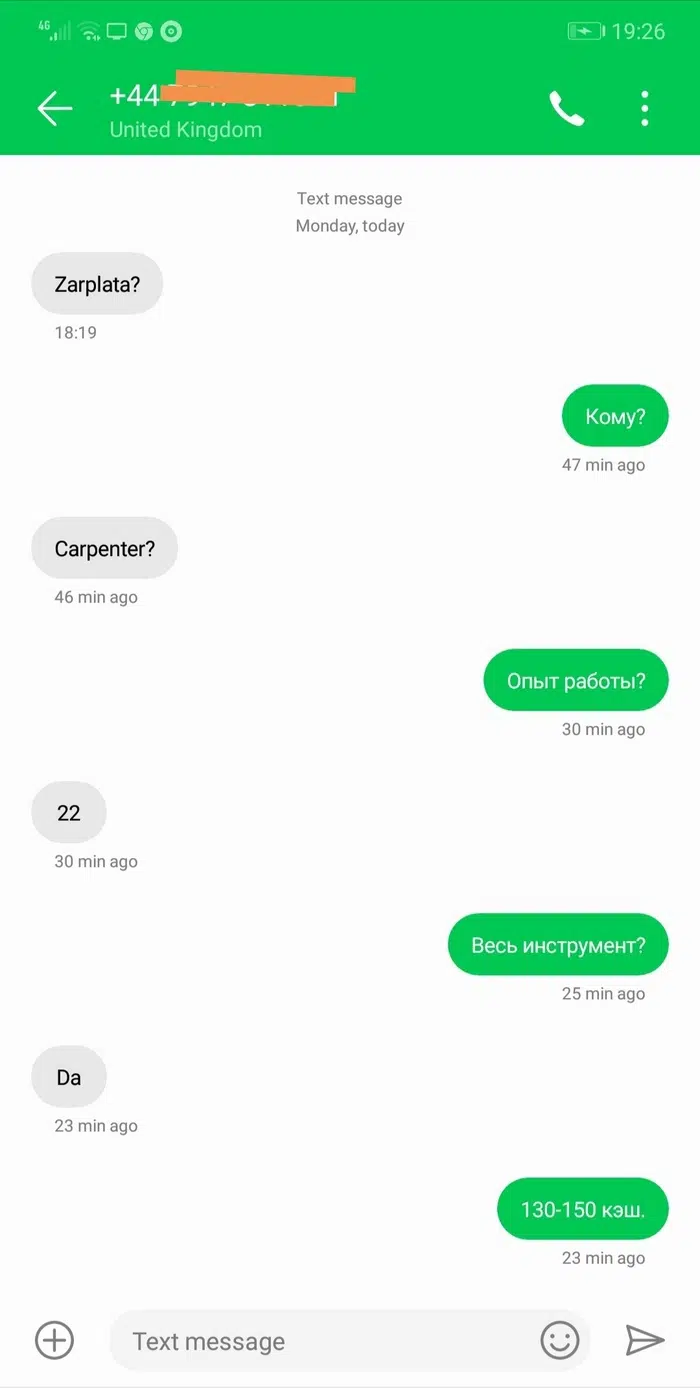 4G
19:26
+44
United Kingdom
Text message
Monday, today
Zarplata?
18:19
Кому?
47 min ago
Carpenter?
46 min ago
Опыт работы?
30 min ago
22
30 min ago
Весь инструмент?
25 min ago
Da
23 min ago
130-150 кэш.
23 min ago
Text message